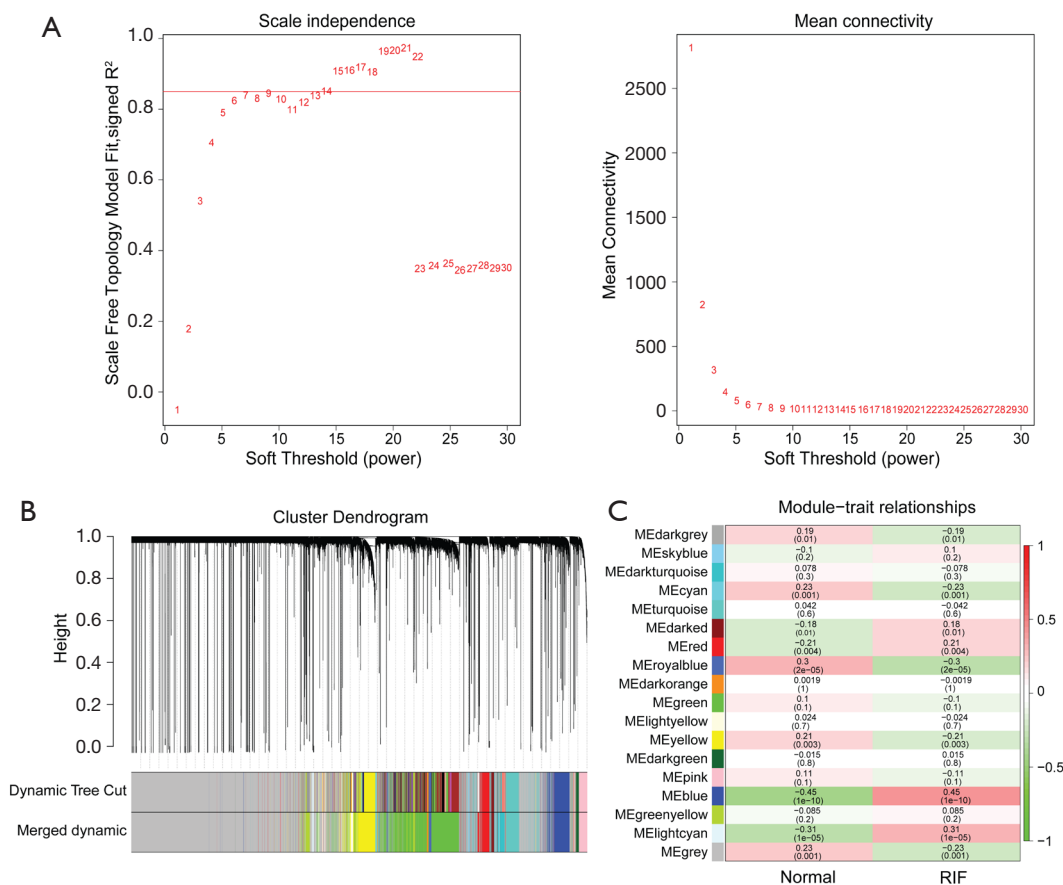 A
Scale independence
Scale Free Topology Model Fit,signed R²
1.0
0.8
0.6
0.4
0.2
0.0
1
2
3
4
5
6
7
8
9
10
11
12
13
14
15
16
17
18
19
20
21
22
23
24
25
26
27
28
29
30
0 5 10 15 20 25 30
Soft Threshold (power)
Mean connectivity
Mean Connectivity
2500
2000
1500
1000
500
0
1
2
3
4
5
6
7
8
9
10
11
12
13
14
15
16
17
18
19
20
21
22
23
24
25
26
27
28
29
30
0 5 10 15 20 25 30
Soft Threshold (power)
B
Cluster Dendrogram
Height
1.0
0.8
0.6
0.4
0.2
0.0
Dynamic Tree Cut
Merged dynamic
C
Module−trait relationships
MEdarkgrey 0.19 −0.19
(0.01) (0.01)
MEskyblue −0.1 0.1
(0.2) (0.2)
MEdarkturquoise 0.078 −0.078
(0.3) (0.3)
MEcyan 0.23 −0.23
(0.001) (0.001)
MEturquoise 0.042 −0.042
(0.6) (0.6)
MEdarked −0.18 0.18
(0.01) (0.01)
MEred −0.21 0.21
(0.004) (0.004)
MEroyalblue 0.3 −0.3
(2e−05) (2e−05)
MEdarkorange 0.0019 −0.0019
(1) (1)
MEgreen 0.1 −0.1
(0.1) (0.1)
MElightyellow 0.024 −0.024
(0.7) (0.7)
MEyellow 0.21 −0.21
(0.003) (0.003)
MEdarkgreen −0.015 0.015
(0.8) (0.8)
MEpink 0.11 −0.11
(0.1) (0.1)
MEblue −0.45 0.45
(1e−10) (1e−10)
MEgreenyellow −0.085 0.085
(0.2) (0.2)
MElightcyan −0.31 0.31
(1e−05) (1e−05)
MEgrey 0.23 −0.23
(0.001) (0.001)
Normal RIF
1
0.5
0
−0.5
−1